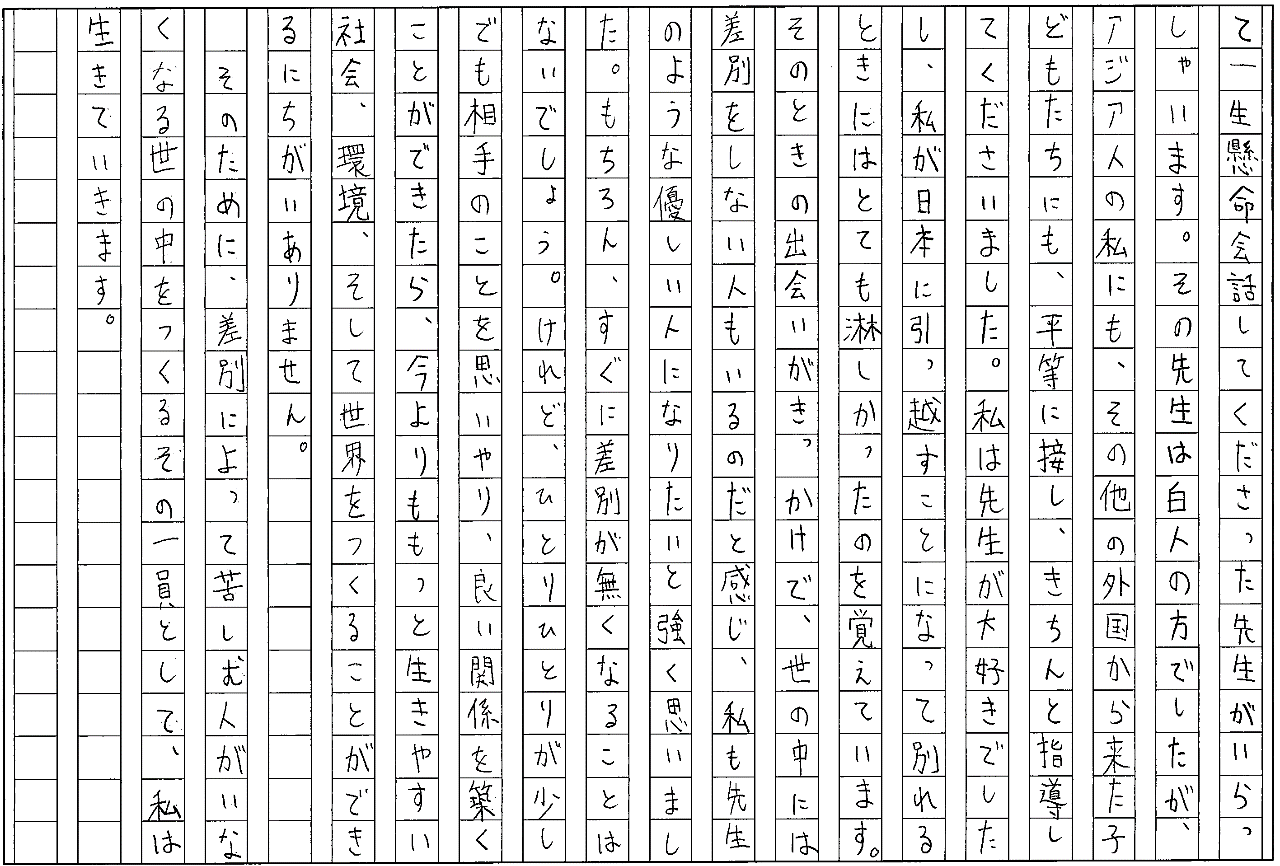 て一生懸命会話してくださった先生がいらっ
しゃいます。その先生は白人の方でしたが、
アジア人の私にも、その他の外国から来た子
どもたちにも、平等に接し、きちんと指導し
てくださいました。私は先生が大好きでした
し、私が日本に引っ越すことになって別れる
ときにはとても淋しかったのを覚えています。
そのときの出会いがきっかけで、世の中には
差別をしない人もいるのだと感じ、私も先生
のような優しい人になりたいと強く思いまし
た。もちろん、すぐに差別が無くなることは
ないでしょう。けれど、ひとりひとりが少し
でも相手のことを思いやり、良い関係を築く
ことができたら、今よりももっと生きやすい
社会、環境、そして世界をつくることができ
るにちがいありません。
そのために、差別によって苦しむ人がいな
くなる世の中をつくるその一員として、私は
生きていきます。